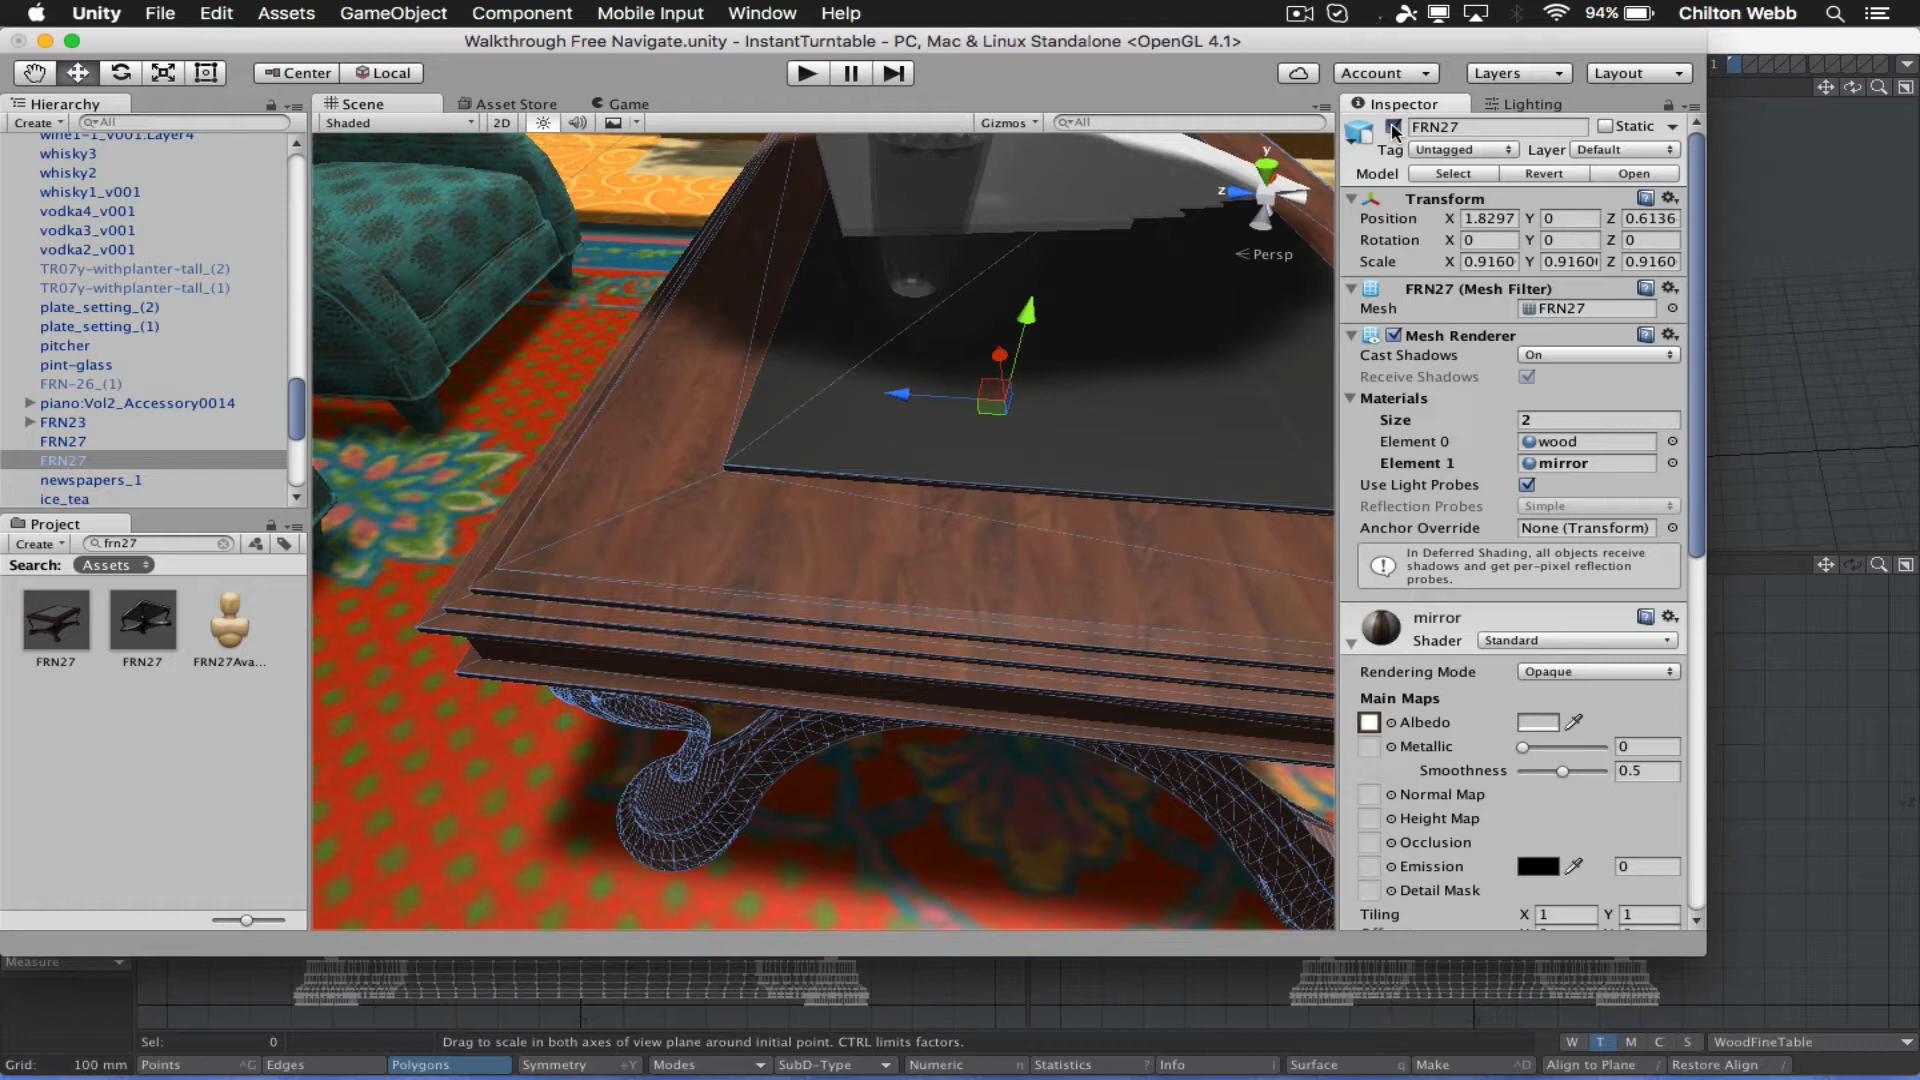 Unity File Edit Assets GameObject Component Mobile Input Window Help 94% Chilton Webb
Walkthrough Free Navigate.unity - InstantTurntable - PC, Mac & Linux Standalone <OpenGL 4.1>
Center Local Account Layers Layout
Hierarchy
Create All
wine1-1_v001:Layer4
whisky3
whisky2
whisky1_v001
vodka4_v001
vodka3_v001
vodka2_v001
TR07y-withplanter-tall_(2)
TR07y-withplanter-tall_(1)
plate_setting_(2)
plate_setting_(1)
pitcher
pint-glass
FRN-26_(1)
piano:Vol2_Accessory0014
FRN23
FRN27
FRN27
newspapers_1
ice_tea
Project
Create frn27
Search: Assets
FRN27 FRN27 FRN27Ava...
Scene Asset Store Game
Shaded 2D Gizmos All
y
z
Persp
Inspector Lighting
FRN27 Static
Tag Untagged Layer Default
Model Select Revert Open
Transform
Position X 1.8297 Y 0 Z 0.6136
Rotation X 0 Y 0 Z 0
Scale X 0.9160 Y 0.9160 Z 0.9160
FRN27 (Mesh Filter)
Mesh FRN27
Mesh Renderer
Cast Shadows On
Receive Shadows
Materials
Size 2
Element 0 wood
Element 1 mirror
Use Light Probes
Reflection Probes Simple
Anchor Override None (Transform)
In Deferred Shading, all objects receive
shadows and get per-pixel reflection
probes.
mirror
Shader Standard
Rendering Mode Opaque
Main Maps
Albedo
Metallic 0
Smoothness 0.5
Normal Map
Height Map
Occlusion
Emission 0
Detail Mask
Tiling X 1 Y 1
1
Measure
Sel: 0 Drag to scale in both axes of view plane around initial point. CTRL limits factors. W T M C S WoodFineTable
Grid: 100 mm Points ^G Edges Polygons Symmetry +Y Modes SubD-Type Numeric n Statistics Info i Surface q Make ^D Align to Plane / Restore Align /